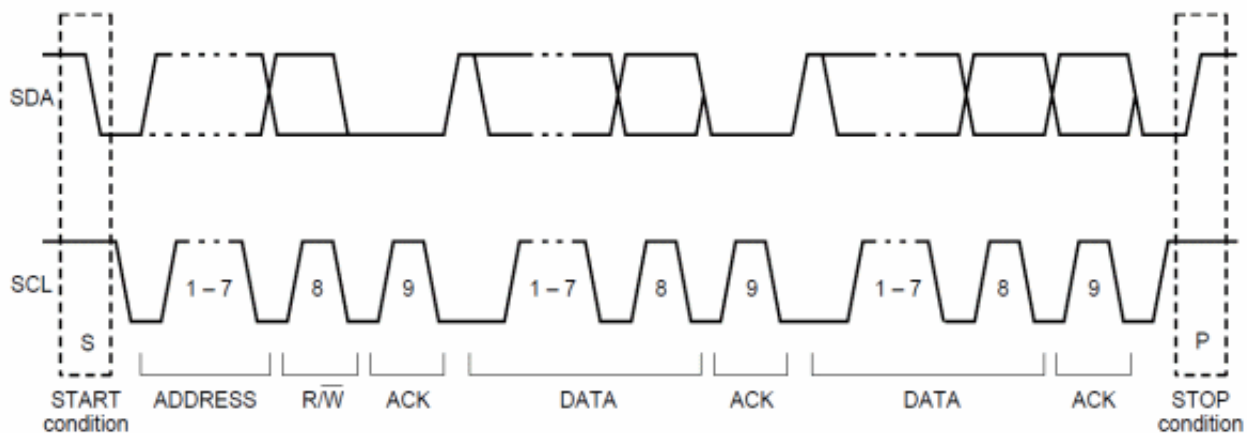 SDA
SCL
1 – 7
8
9
1 – 7
8
9
1 – 7
8
9
S
P
START condition
ADDRESS
R/W̅
ACK
DATA
ACK
DATA
ACK
STOP condition